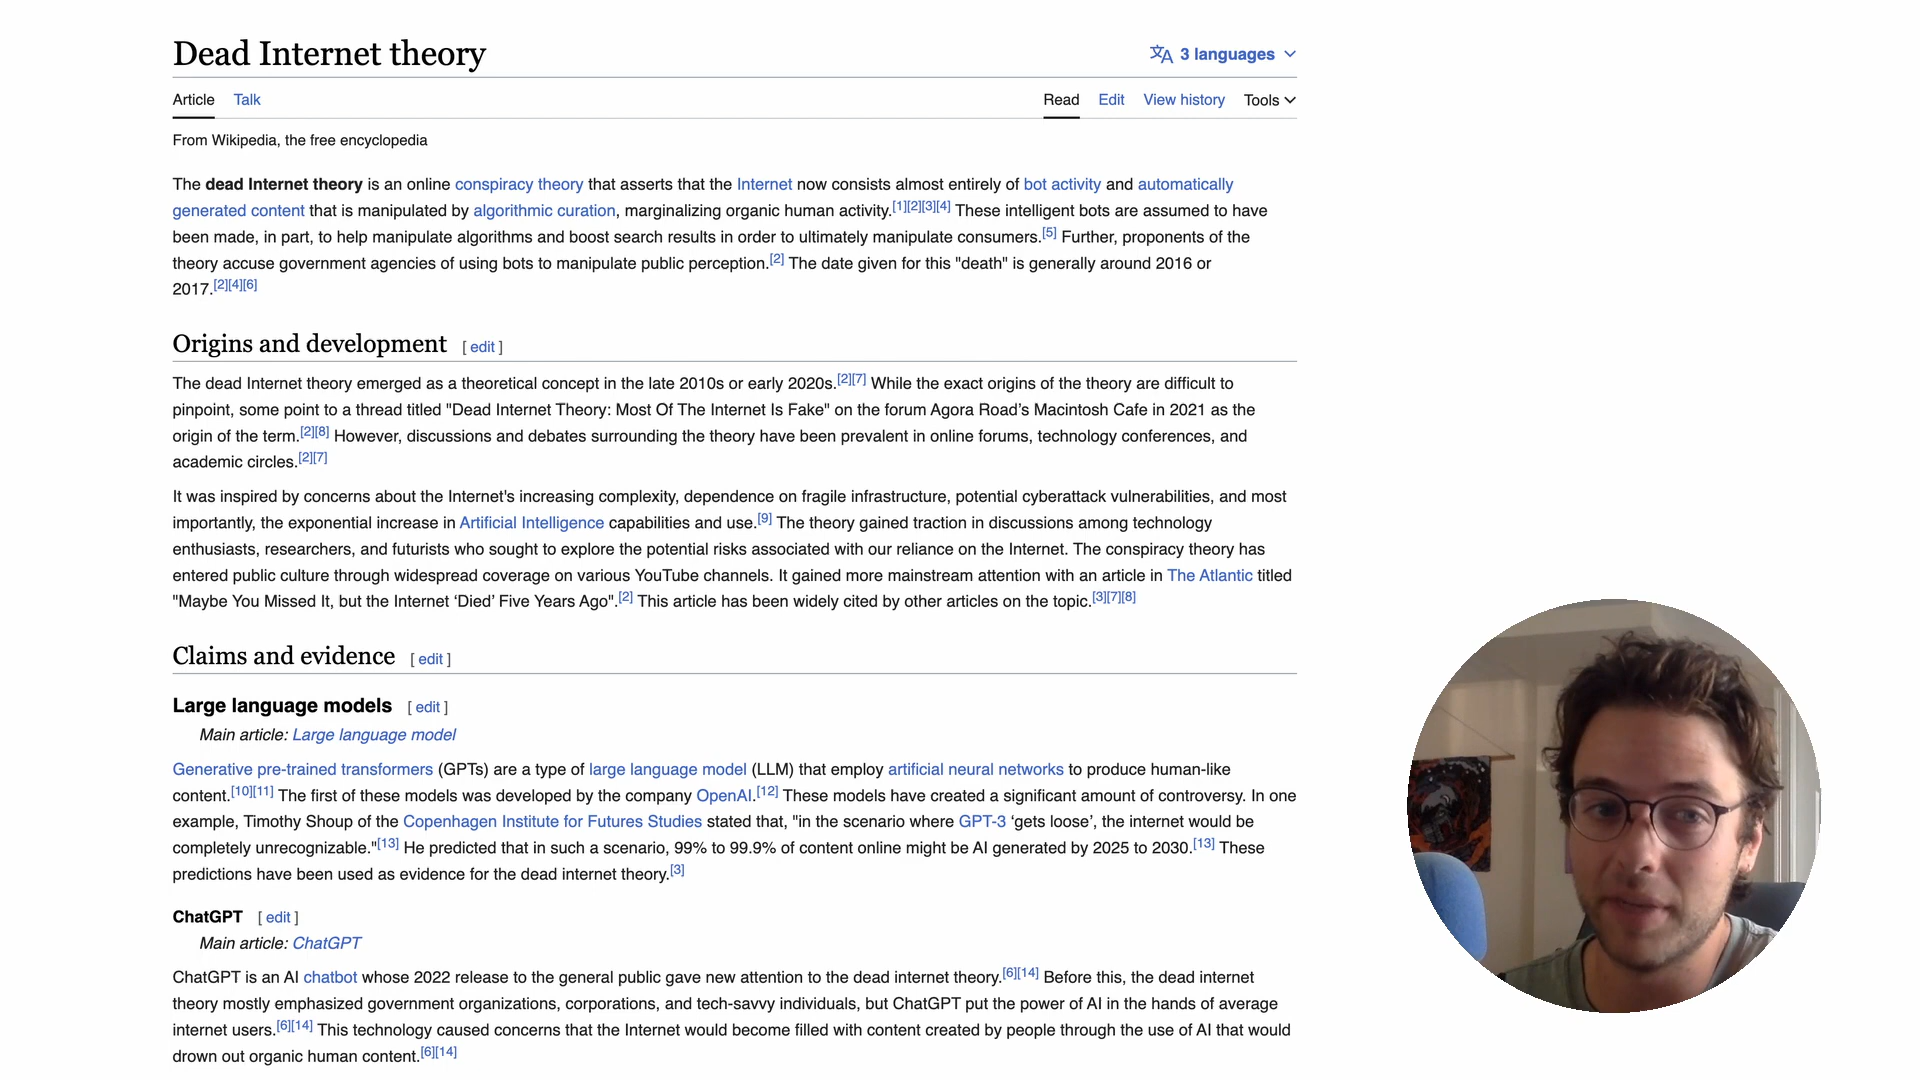 Dead Internet theory
3 languages
Article Talk Read Edit View history Tools
From Wikipedia, the free encyclopedia
The dead Internet theory is an online conspiracy theory that asserts that the Internet now consists almost entirely of bot activity and automatically
generated content that is manipulated by algorithmic curation, marginalizing organic human activity.[1][2][3][4] These intelligent bots are assumed to have
been made, in part, to help manipulate algorithms and boost search results in order to ultimately manipulate consumers.[5] Further, proponents of the
theory accuse government agencies of using bots to manipulate public perception.[2] The date given for this "death" is generally around 2016 or
2017.[2][4][6]
Origins and development [ edit ]
The dead Internet theory emerged as a theoretical concept in the late 2010s or early 2020s.[2][7] While the exact origins of the theory are difficult to
pinpoint, some point to a thread titled "Dead Internet Theory: Most Of The Internet Is Fake" on the forum Agora Road’s Macintosh Cafe in 2021 as the
origin of the term.[2][8] However, discussions and debates surrounding the theory have been prevalent in online forums, technology conferences, and
academic circles.[2][7]
It was inspired by concerns about the Internet's increasing complexity, dependence on fragile infrastructure, potential cyberattack vulnerabilities, and most
importantly, the exponential increase in Artificial Intelligence capabilities and use.[9] The theory gained traction in discussions among technology
enthusiasts, researchers, and futurists who sought to explore the potential risks associated with our reliance on the Internet. The conspiracy theory has
entered public culture through widespread coverage on various YouTube channels. It gained more mainstream attention with an article in The Atlantic titled
"Maybe You Missed It, but the Internet ‘Died’ Five Years Ago".[2] This article has been widely cited by other articles on the topic.[3][7][8]
Claims and evidence [ edit ]
Large language models [ edit ]
Main article: Large language model
Generative pre-trained transformers (GPTs) are a type of large language model (LLM) that employ artificial neural networks to produce human-like
content.[10][11] The first of these models was developed by the company OpenAI.[12] These models have created a significant amount of controversy. In one
example, Timothy Shoup of the Copenhagen Institute for Futures Studies stated that, "in the scenario where GPT-3 ‘gets loose’, the internet would be
completely unrecognizable."[13] He predicted that in such a scenario, 99% to 99.9% of content online might be AI generated by 2025 to 2030.[13] These
predictions have been used as evidence for the dead internet theory.[3]
ChatGPT [ edit ]
Main article: ChatGPT
ChatGPT is an AI chatbot whose 2022 release to the general public gave new attention to the dead internet theory.[6][14] Before this, the dead internet
theory mostly emphasized government organizations, corporations, and tech-savvy individuals, but ChatGPT put the power of AI in the hands of average
internet users.[6][14] This technology caused concerns that the Internet would become filled with content created by people through the use of AI that would
drown out organic human content.[6][14]